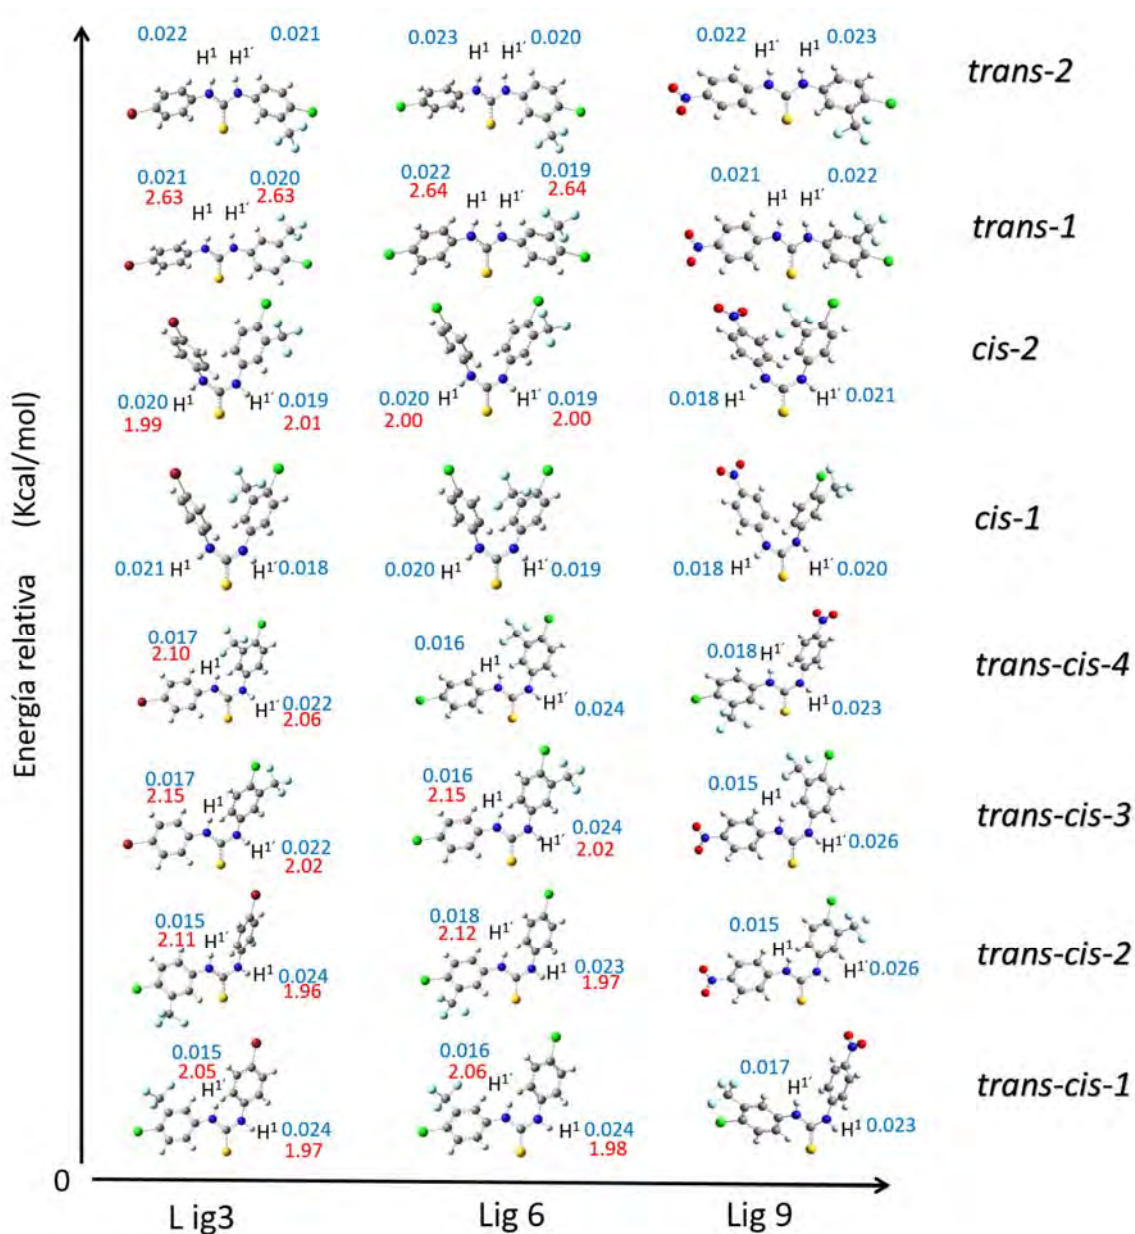 0.022 0.021 0.023 0.020 0.022 0.023
H¹ H¹' H¹ H¹' H¹' H¹
trans-2
0.021 0.020 0.022 0.019 0.021 0.022
2.63 2.63 2.64 2.64
H¹ H¹' H¹ H¹' H¹ H¹'
trans-1
cis-2
0.020 H¹ H¹' 0.019 0.020 H¹ H¹' 0.019 0.018 H¹ H¹' 0.021
1.99 2.01 2.00 2.00
cis-1
0.021 H¹ H¹' 0.018 0.020 H¹ H¹' 0.019 0.018 H¹ H¹' 0.020
0.017 0.016 0.018 H¹'
2.10 H¹ H¹
trans-cis-4
H¹' 0.022 H¹' 0.024 H¹ 0.023
2.06
0.017 0.016 0.015
2.15 H¹ 2.15 H¹ H¹
trans-cis-3
H¹' 0.022 H¹' 0.024 H¹' 0.026
2.02 2.02
0.015 0.018 0.015
2.11 H¹' 2.12 H¹' H¹
trans-cis-2
H¹ 0.024 H¹ 0.023 H¹' 0.026
1.96 1.97
0.015 0.016 0.017
2.05 H¹' 2.06 H¹' H¹'
trans-cis-1
H¹ 0.024 H¹ 0.024 H¹ 0.023
1.97 1.98
Energía relativa (Kcal/mol)
0
L ig3 Lig 6 Lig 9